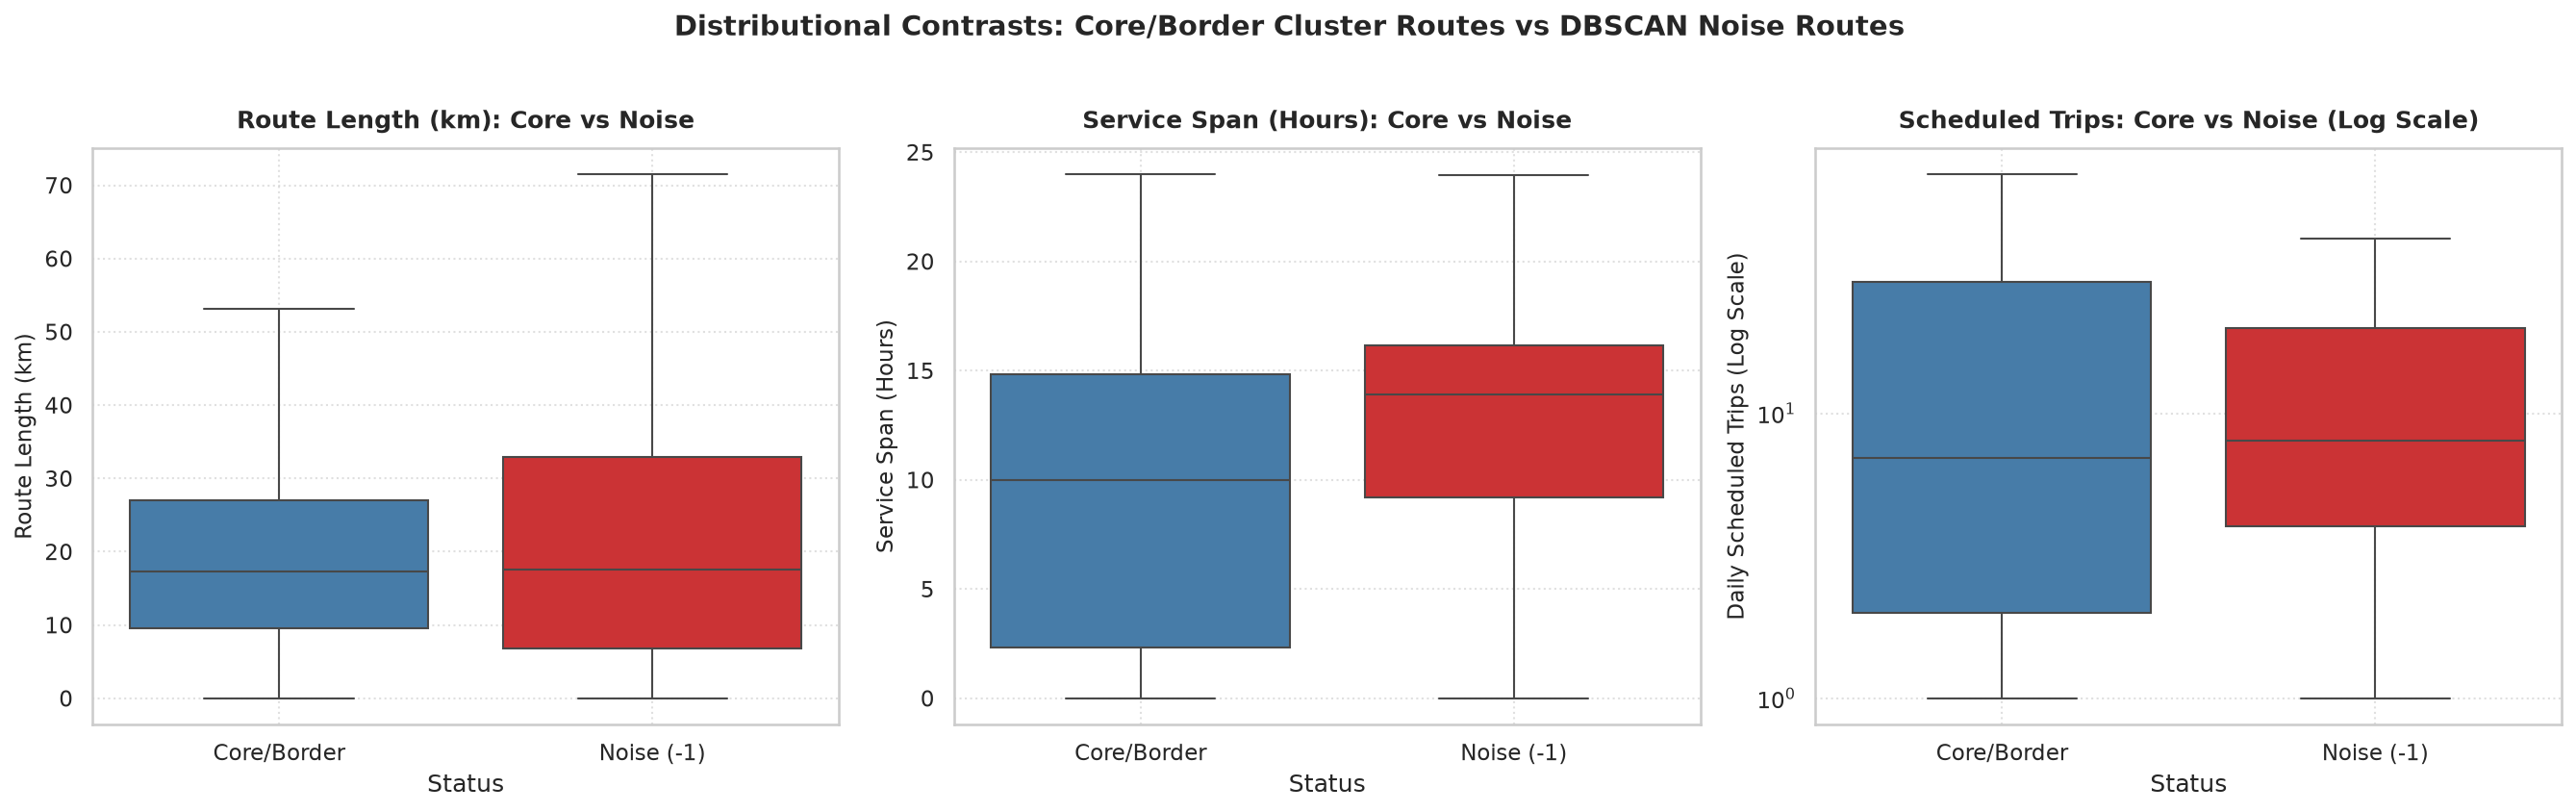 Distributional Contrasts: Core/Border Cluster Routes vs DBSCAN Noise Routes
Route Length (km): Core vs Noise
Route Length (km)
70
60
50
40
30
20
10
0
Core/Border
Noise (-1)
Status
Service Span (Hours): Core vs Noise
Service Span (Hours)
25
20
15
10
5
0
Core/Border
Noise (-1)
Status
Scheduled Trips: Core vs Noise (Log Scale)
Daily Scheduled Trips (Log Scale)
10¹
10⁰
Core/Border
Noise (-1)
Status